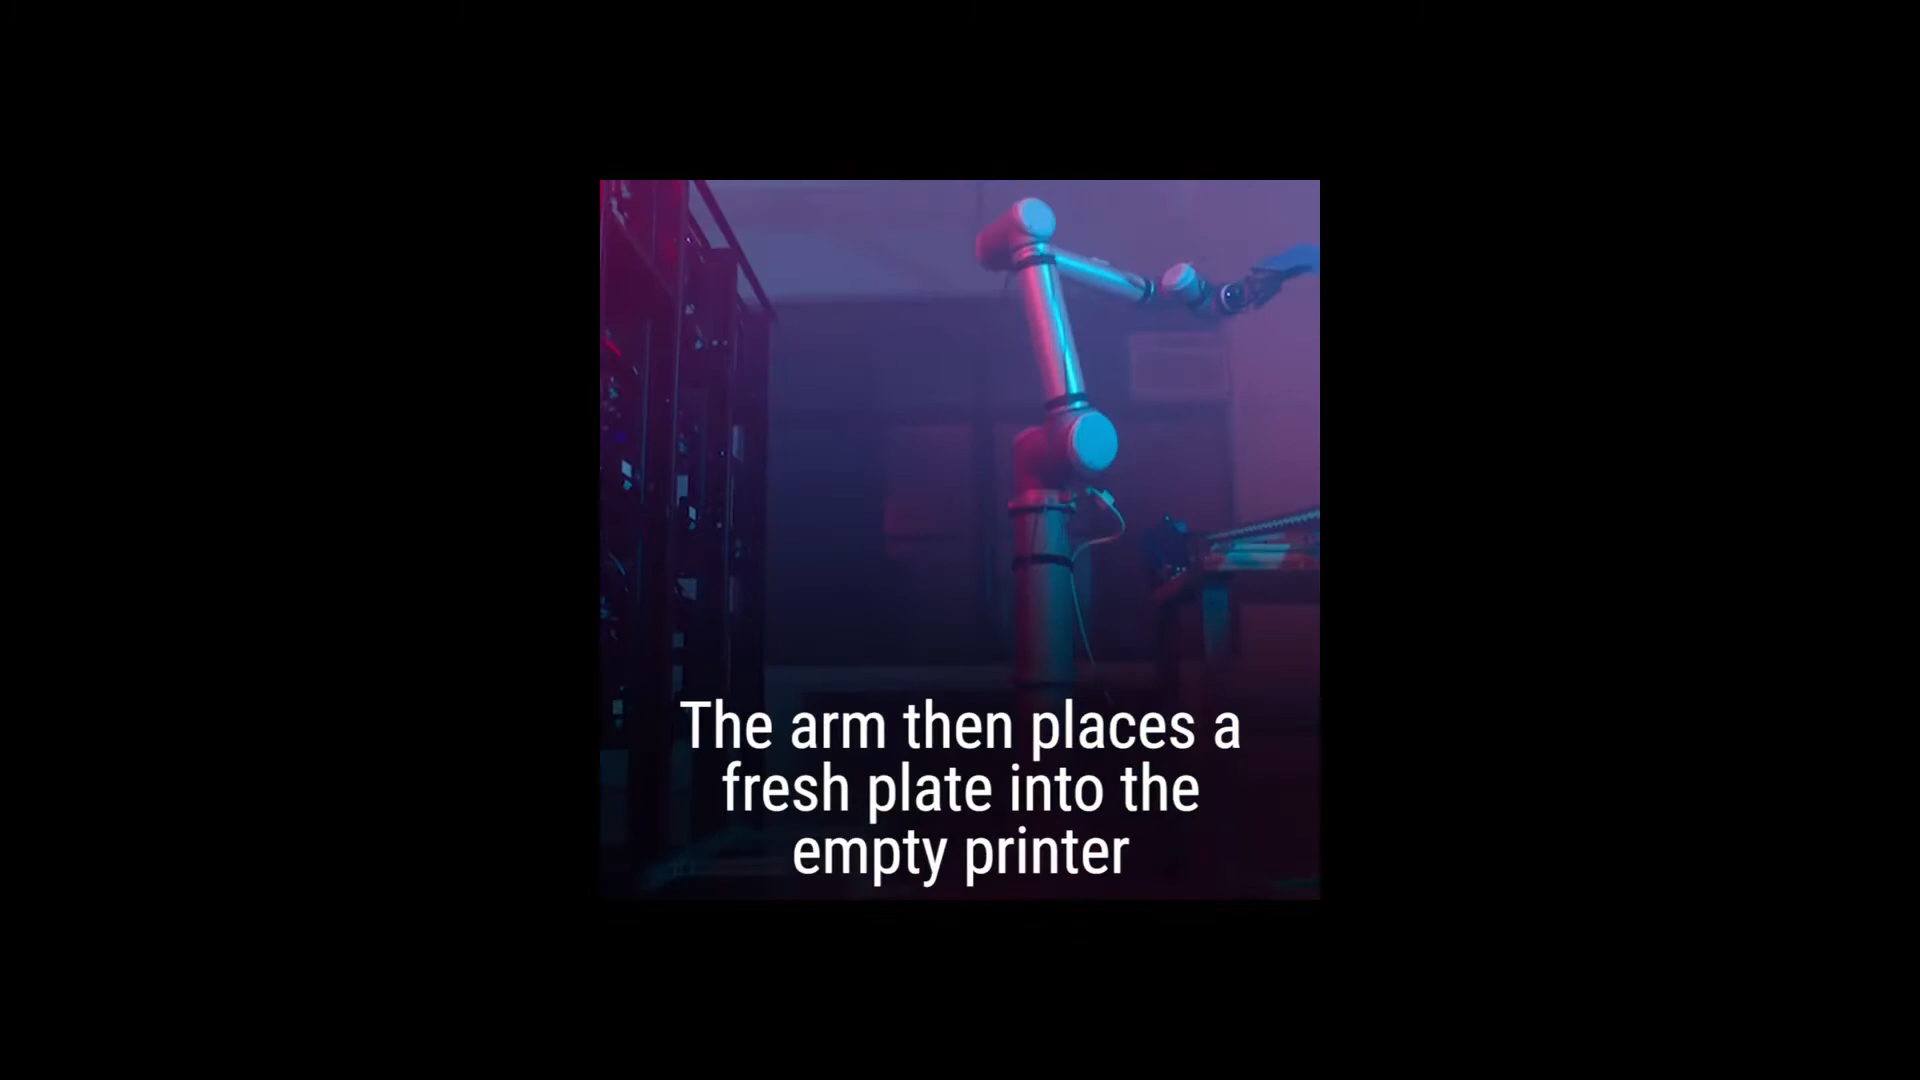 The arm then places a
fresh plate into the
empty printer